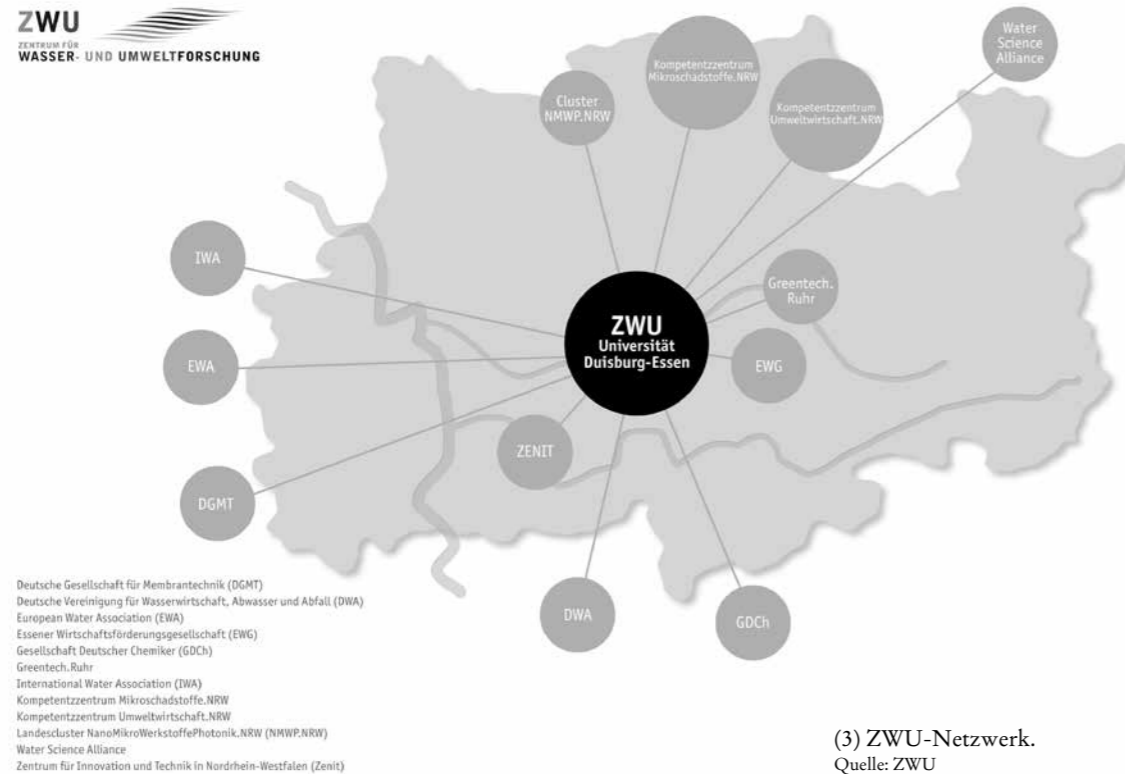 ZWU
ZENTRUM FÜR
WASSER- UND UMWELTFORSCHUNG
Water
Science
Alliance
Kompetentzzentrum
Mikroschadstoffe.NRW
Cluster
NMWP.NRW
Kompetentzzentrum
Umweltwirtschaft.NRW
IWA
Greentech.
Ruhr
ZWU
Universität
Duisburg-Essen
EWA
EWG
ZENIT
DGMT
DWA
GDCh
Deutsche Gesellschaft für Membrantechnik (DGMT)
Deutsche Vereinigung für Wasserwirtschaft, Abwasser und Abfall (DWA)
European Water Association (EWA)
Essener Wirtschaftsförderungsgesellschaft (EWG)
Gesellschaft Deutscher Chemiker (GDCh)
Greentech.Ruhr
International Water Association (IWA)
Kompetentzzentrum Mikroschadstoffe.NRW
Kompetentzzentrum Umweltwirtschaft.NRW
Landescluster NanoMikroWerkstoffePhotonik.NRW (NMWP.NRW)
Water Science Alliance
Zentrum für Innovation und Technik in Nordrhein-Westfalen (Zenit)
(3) ZWU-Netzwerk.
Quelle: ZWU